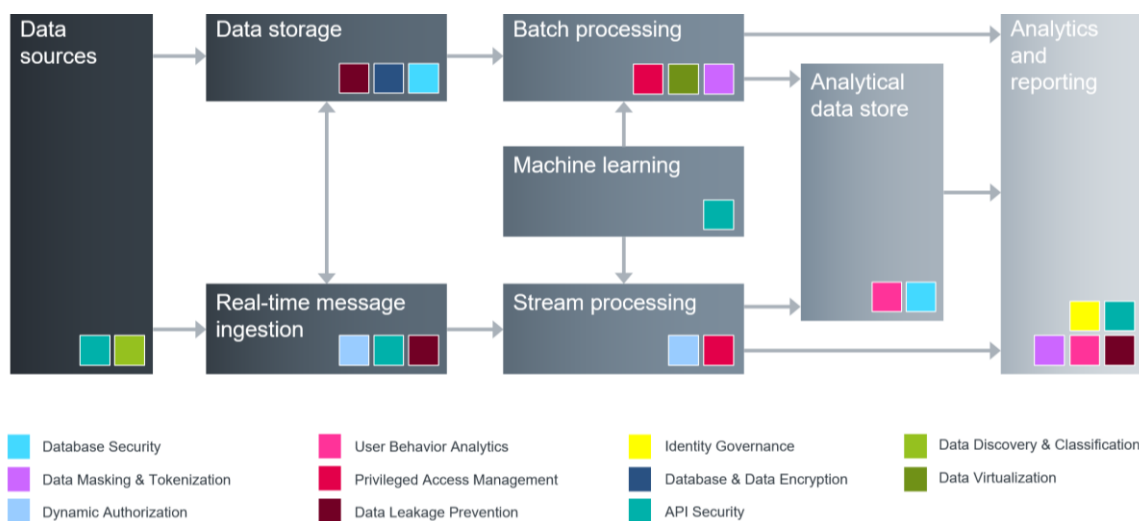 Data
sources
Data storage
Batch processing
Analytics
and
reporting
Analytical
data store
Machine learning
Real-time message
ingestion
Stream processing
Database Security
User Behavior Analytics
Identity Governance
Data Discovery & Classification
Data Masking & Tokenization
Privileged Access Management
Database & Data Encryption
Data Virtualization
Dynamic Authorization
Data Leakage Prevention
API Security